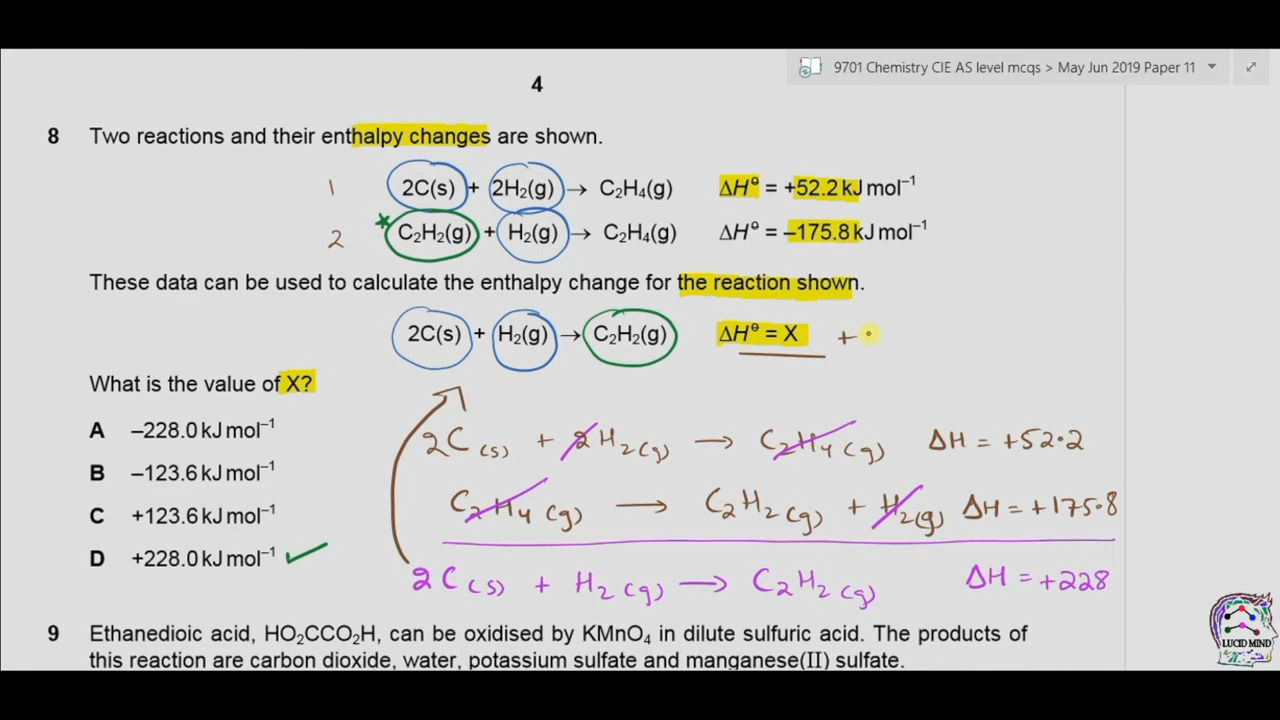 9701 Chemistry CIE AS level mcqs > May Jun 2019 Paper 11
4
8 Two reactions and their enthalpy changes are shown.
1 2C(s) + 2H₂(g) → C₂H₄(g) ΔH⦵ = +52.2 kJ mol⁻¹
2 * C₂H₂(g) + H₂(g) → C₂H₄(g) ΔH⦵ = –175.8 kJ mol⁻¹
These data can be used to calculate the enthalpy change for the reaction shown.
2C(s) + H₂(g) → C₂H₂(g) ΔH⦵ = X +
What is the value of X?
A –228.0 kJ mol⁻¹
B –123.6 kJ mol⁻¹
C +123.6 kJ mol⁻¹
D +228.0 kJ mol⁻¹ ✓
2C (s) + 2H₂(g) → C₂H₄(g) ΔH = +52.2
C₂H₄(g) → C₂H₂(g) + H₂(g) ΔH = +175.8
2C(s) + H₂(g) → C₂H₂(g) ΔH = +228
9 Ethanedioic acid, HO₂CCO₂H, can be oxidised by KMnO₄ in dilute sulfuric acid. The products of
this reaction are carbon dioxide, water, potassium sulfate and manganese(II) sulfate.
LUCID MIND